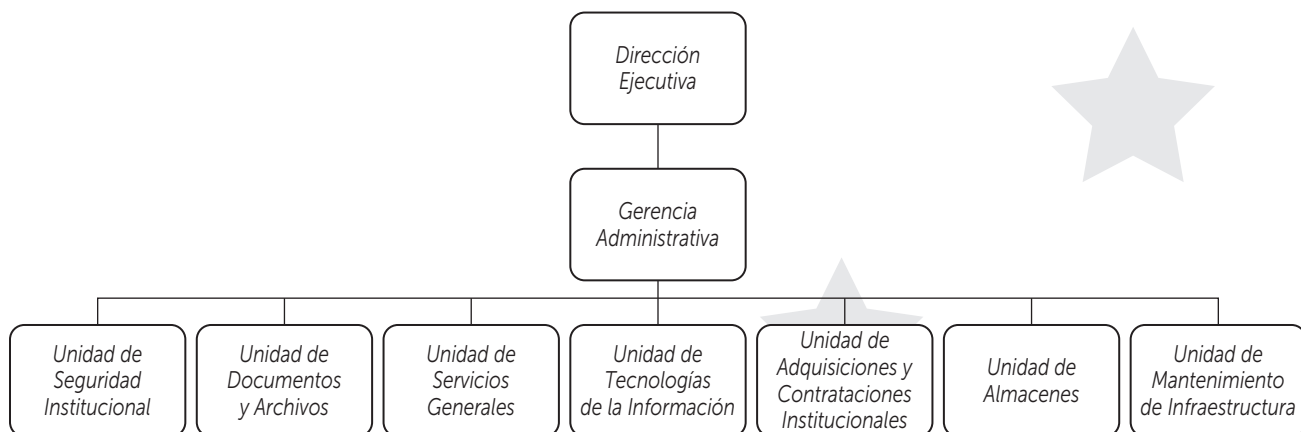 Dirección
Ejecutiva
Gerencia
Administrativa
Unidad de
Seguridad
Institucional
Unidad de
Documentos
y Archivos
Unidad de
Servicios
Generales
Unidad de
Tecnologías
de la Información
Unidad de
Adquisiciones y
Contrataciones
Institucionales
Unidad de
Almacenes
Unidad de
Mantenimiento
de Infraestructura